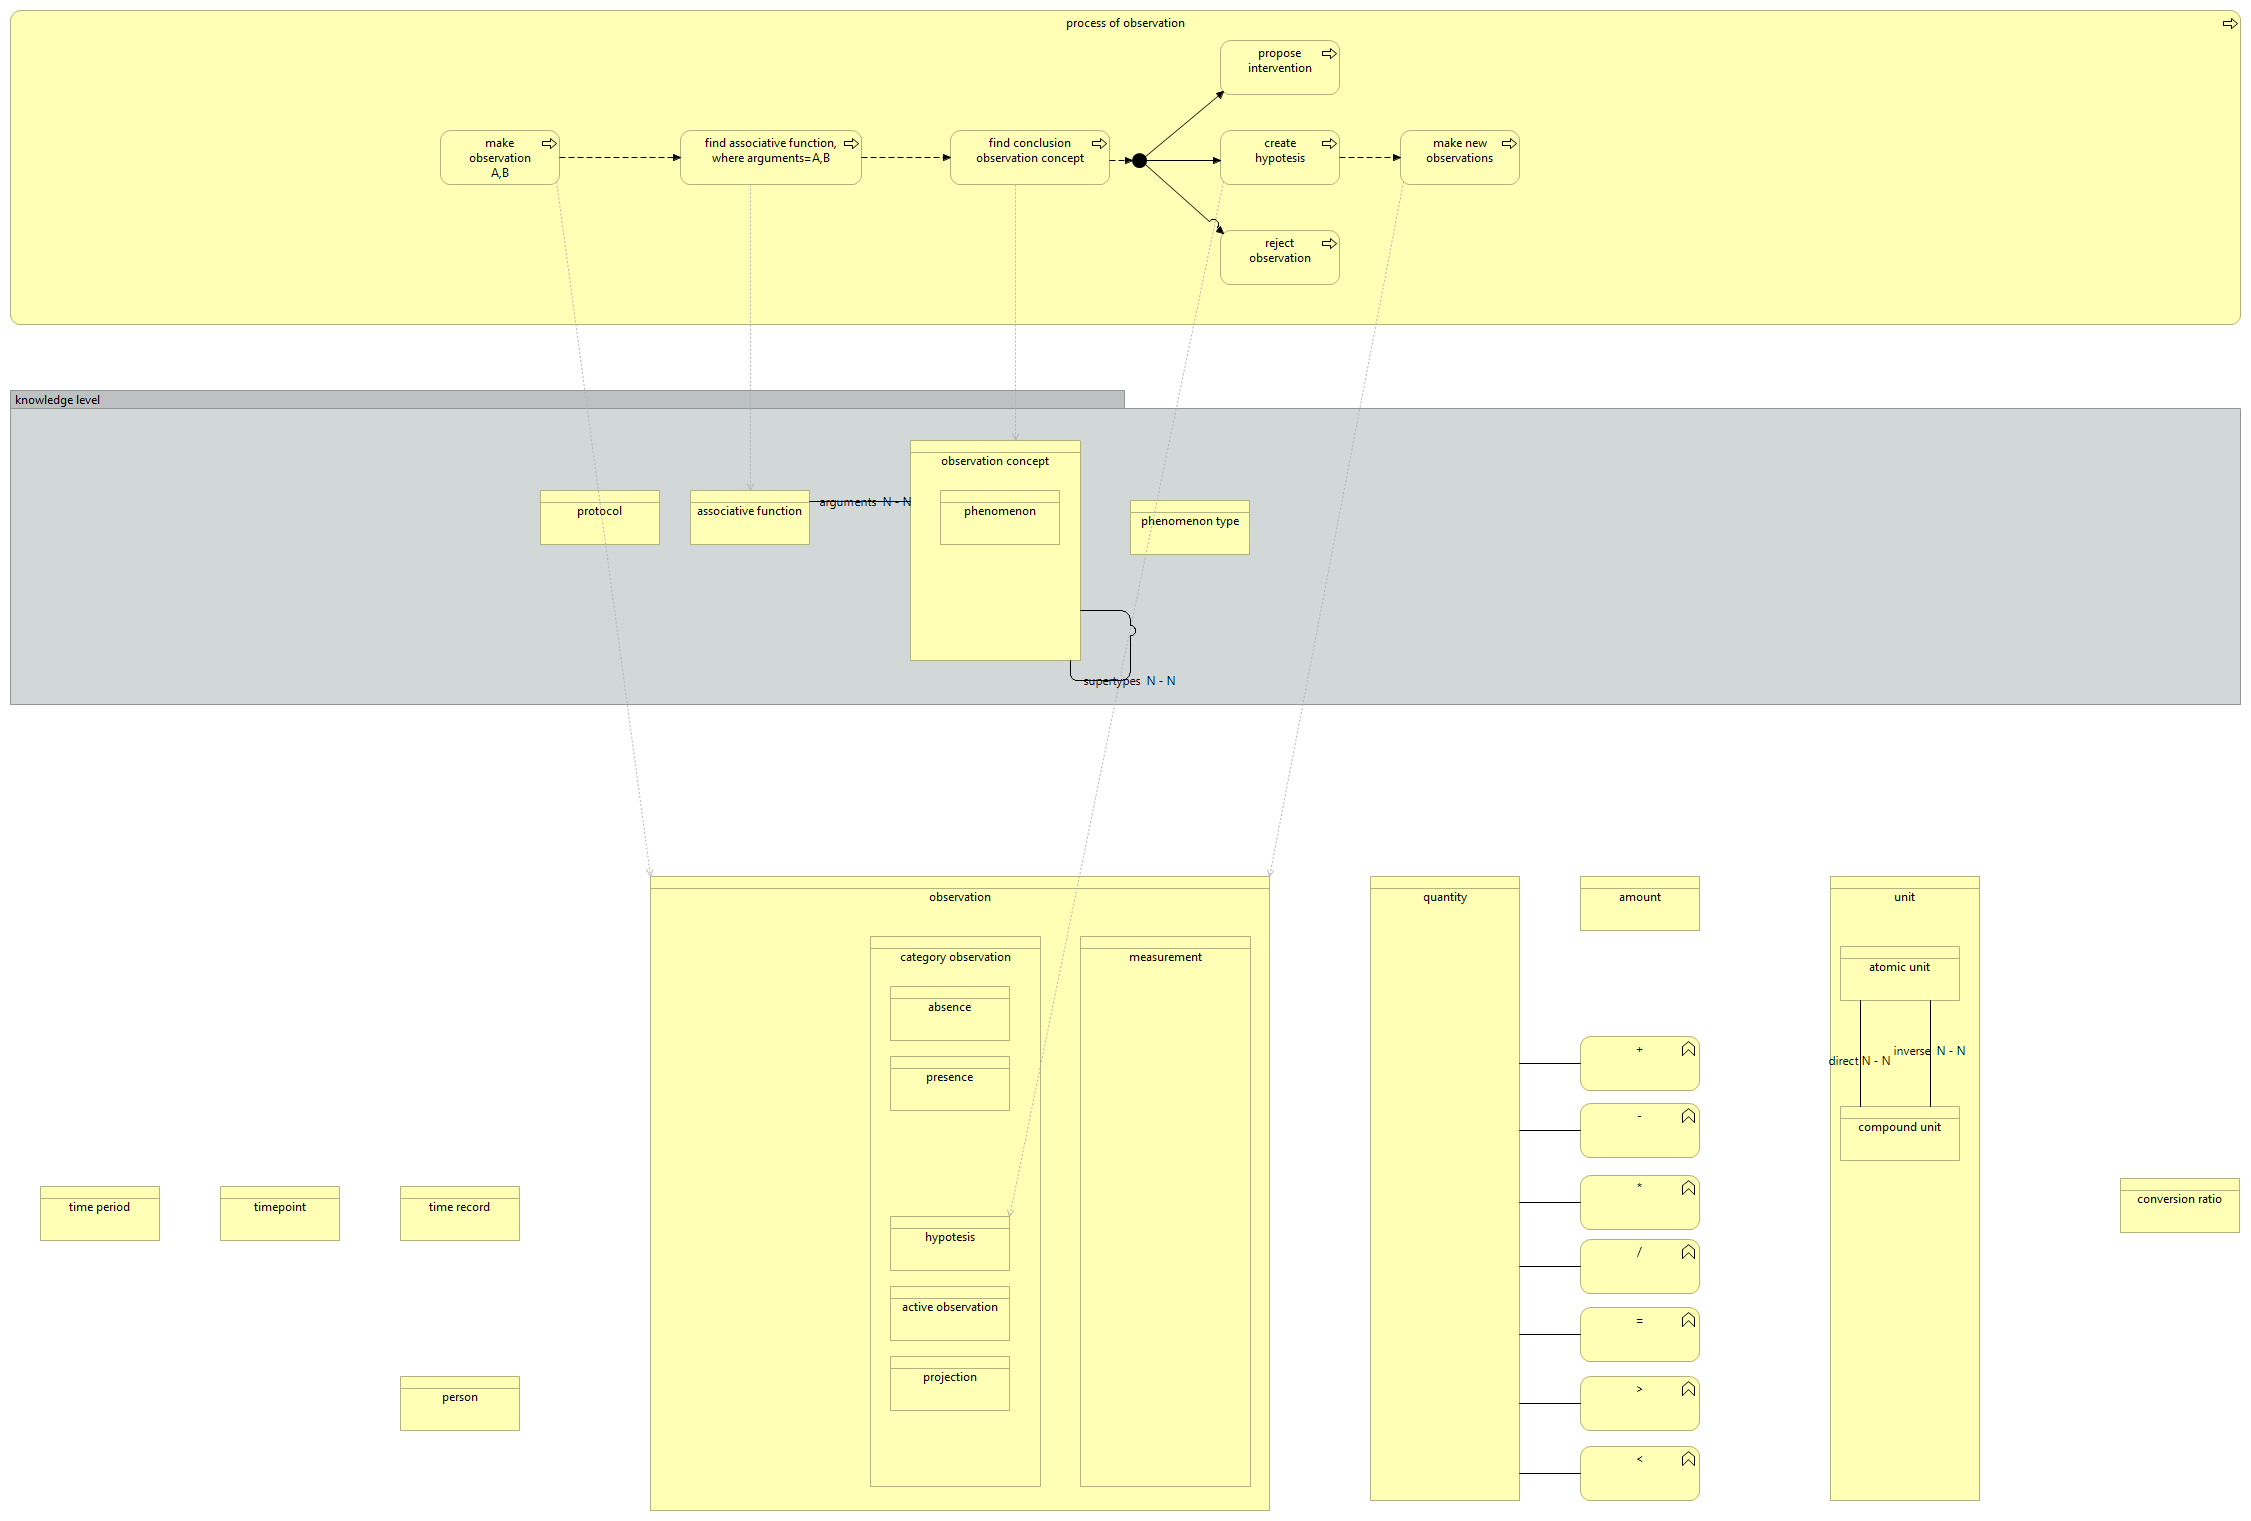 process of observation
propose
intervention
make
observation
A,B
find associative function,
where arguments=A,B
find conclusion
observation concept
create
hypotesis
make new
observations
reject
observation
knowledge level
observation concept
protocol
associative function
arguments N - N
phenomenon
phenomenon type
supertypes N - N
observation
quantity
amount
unit
category observation
measurement
atomic unit
absence
+
direct N - N
inverse N - N
presence
-
compound unit
*
time period
timepoint
time record
conversion ratio
hypotesis
/
active observation
=
projection
>
person
<